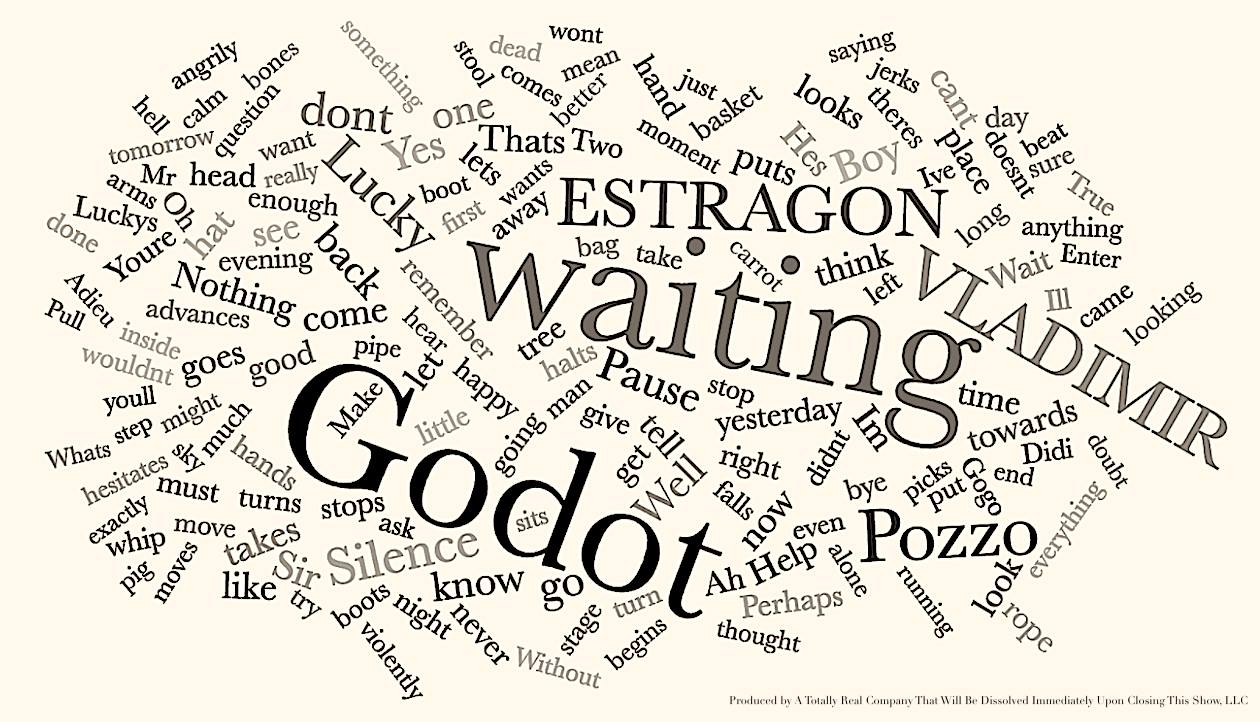 wont
something
dead
saying
angrily
bones
stool
comes
mean
better
hand
just
jerks
cant
hell
calm
question
dont
one
basket
looks
theres
day
tomorrow
want
Yes
Thats
Two
moment
puts
Hes
Boy
place
doesnt
beat
sure
Mr
head
really
Lucky
lets
boot
wants
Ive
True
arms
Oh
Luckys
enough
first
away
ESTRAGON
long
anything
done
Youre
hat
see
back
bag
take
carrot
think
Wait
Enter
evening
left
VLADIMIR
Ill
came
looking
Adieu
Nothing
remember
waiting
Pull
advances
come
hear
tree
inside
wouldnt
goes
good
pipe
let
happy
halts
Pause
stop
time
youll
Make
Godot
little
man
going
give
tell
yesterday
Im
towards
Whats
step
might
much
sky
get
Well
right
didnt
Didi
doubt
hesitates
hands
must
turns
stops
falls
now
bye
picks
put
Gogo
end
everything
exactly
whip
move
takes
ask
sits
even
Pozzo
pig
moves
like
Sir
Silence
know
go
Ah
Help
alone
running
look
rope
try
boots
night
never
stage
turn
begins
Perhaps
thought
violently
Without
Produced by A Totally Real Company That Will Be Dissolved Immediately Upon Closing This Show, LLC